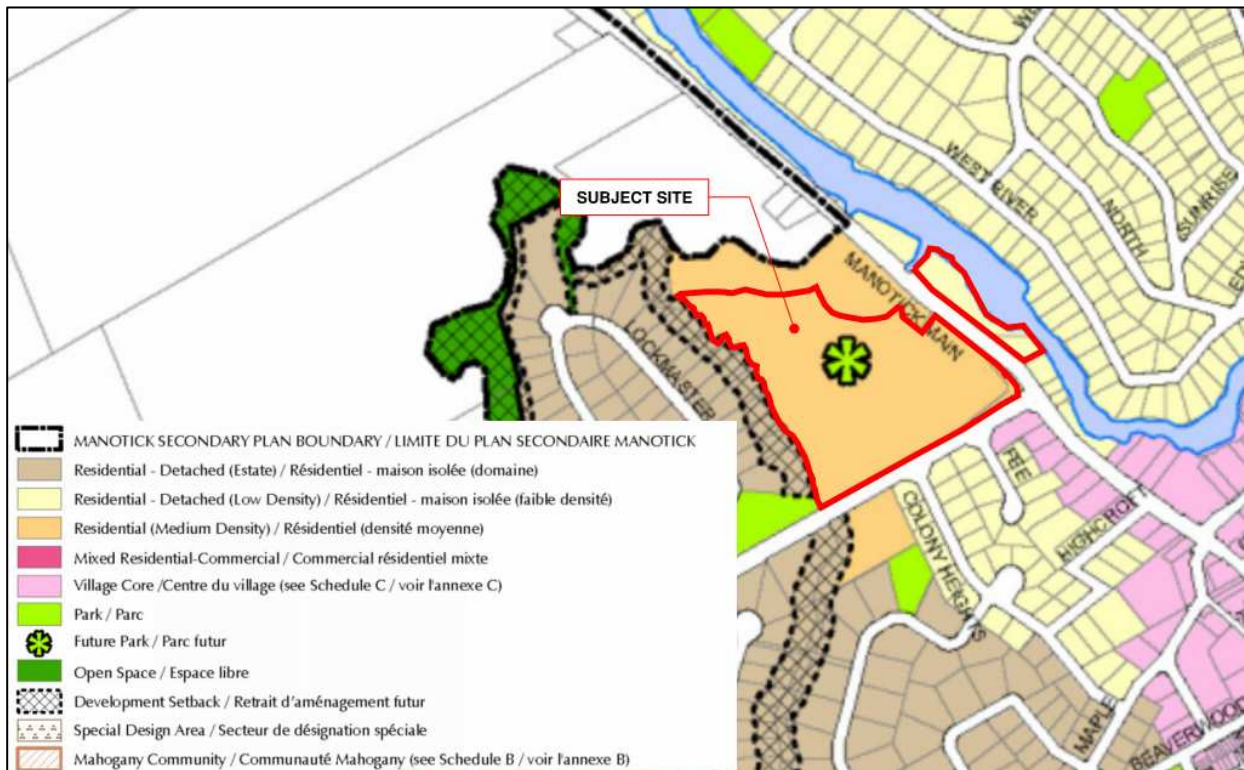 WEST RIVER
NORTH
SUNRISE
SUBJECT SITE
MANOTICK MAIN
LOCKMASTER
FEE
HIGHCROFT
COLONY HEIGHTS
MAPLE
BEAVERWOOD
MANOTICK SECONDARY PLAN BOUNDARY / LIMITE DU PLAN SECONDAIRE MANOTICK
Residential - Detached (Estate) / Résidentiel - maison isolée (domaine)
Residential - Detached (Low Density) / Résidentiel - maison isolée (faible densité)
Residential (Medium Density) / Résidentiel (densité moyenne)
Mixed Residential-Commercial / Commercial résidentiel mixte
Village Core /Centre du village (see Schedule C / voir l'annexe C)
Park / Parc
Future Park / Parc futur
Open Space / Espace libre
Development Setback / Retrait d'aménagement futur
Special Design Area / Secteur de désignation spéciale
Mahogany Community / Communauté Mahogany (see Schedule B / voir l'annexe B)